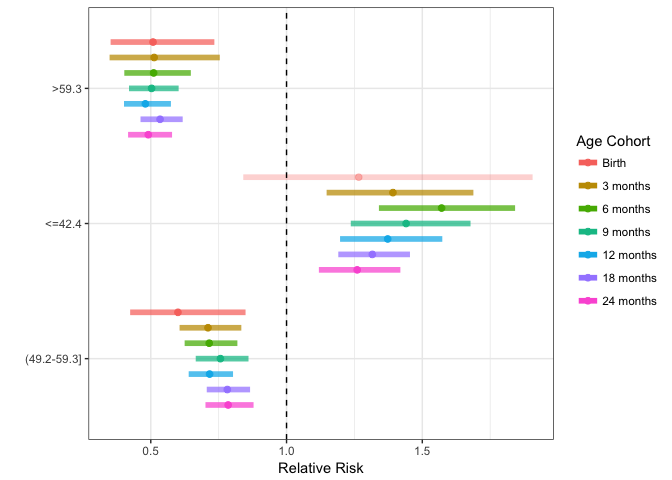 >59.3
<=42.4
(49.2-59.3]
0.5
1.0
1.5
Relative Risk
Age Cohort
Birth
3 months
6 months
9 months
12 months
18 months
24 months